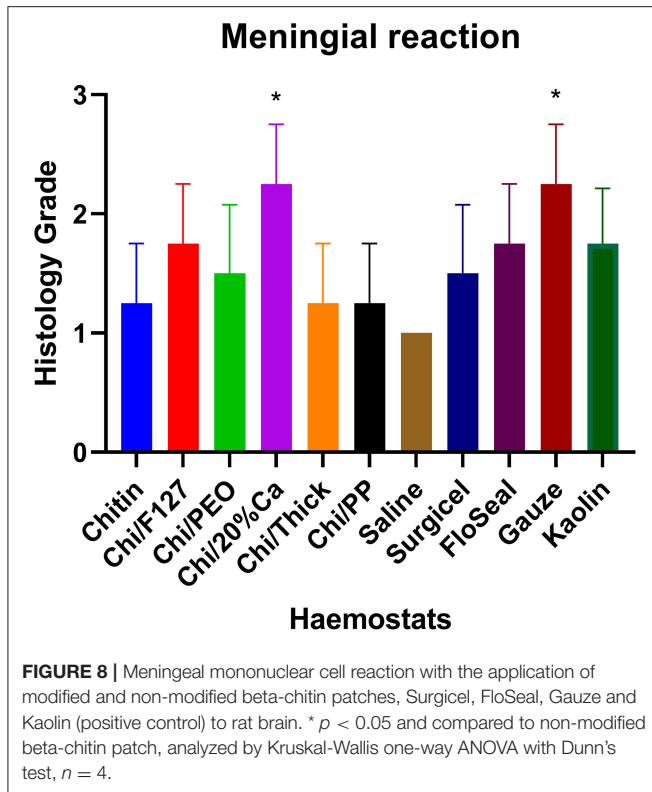 Meningial reaction
* *
3
2
1
0
Histology Grade
Chitin
Chi/F127
Chi/PEO
Chi/20%Ca
Chi/Thick
Chi/PP
Saline
Surgicel
FloSeal
Gauze
Kaolin
Haemostats
FIGURE 8 | Meningeal mononuclear cell reaction with the application of
modified and non-modified beta-chitin patches, Surgicel, FloSeal, Gauze and
Kaolin (positive control) to rat brain. * p < 0.05 and compared to non-modified
beta-chitin patch, analyzed by Kruskal-Wallis one-way ANOVA with Dunn's
test, n = 4.